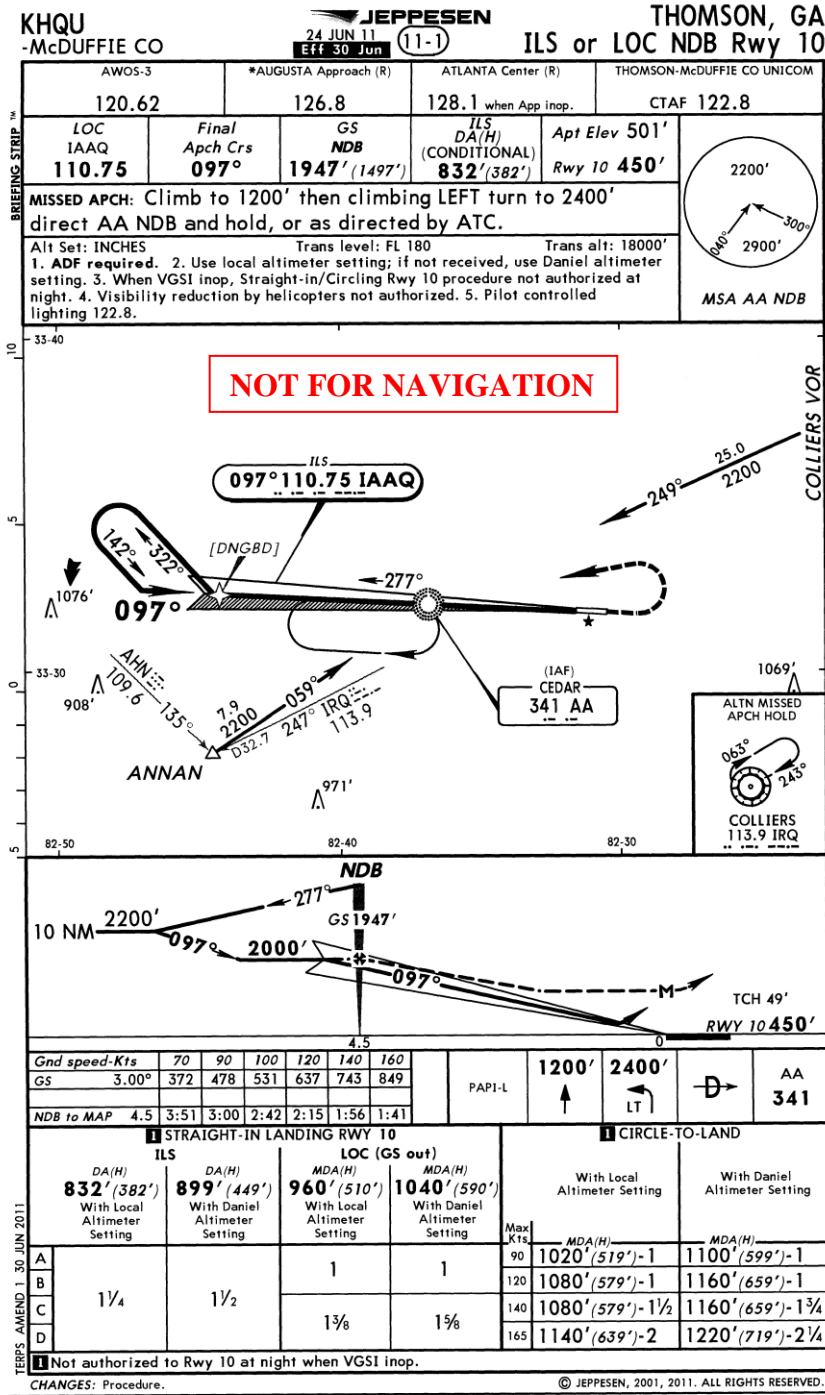 KHQU
-McDUFFIE CO
JEPPESEN
24 JUN 11
Eff 30 Jun
11-1
THOMSON, GA
ILS or LOC NDB Rwy 10
BRIEFING STRIP ™
AWOS-3
120.62
*AUGUSTA Approach (R)
126.8
ATLANTA Center (R)
128.1 when App inop.
THOMSON-McDUFFIE CO UNICOM
CTAF 122.8
LOC
IAAQ
110.75
Final
Apch Crs
097°
GS
NDB
1947' (1497')
ILS
DA(H)
(CONDITIONAL)
832' (382')
Apt Elev 501'
Rwy 10 450'
MISSED APCH: Climb to 1200' then climbing LEFT turn to 2400'
direct AA NDB and hold, or as directed by ATC.
Alt Set: INCHES Trans level: FL 180 Trans alt: 18000'
1. ADF required. 2. Use local altimeter setting; if not received, use Daniel altimeter
setting. 3. When VGSI inop, Straight-in/Circling Rwy 10 procedure not authorized at
night. 4. Visibility reduction by helicopters not authorized. 5. Pilot controlled
lighting 122.8.
2200'
040°
300°
2900'
MSA AA NDB
33-40
10
NOT FOR NAVIGATION
COLLIERS VOR
25.0
249°
2200
ILS
097° 110.75 IAAQ
5
[DNGBD]
142°
322°
277°
1076'
097°
33-30
0
908'
AHN
109.6
135°
7.9
2200
059°
D32.7
247° IRQ
113.9
ANNAN
(IAF)
CEDAR
341 AA
1069'
ALTN MISSED
APCH HOLD
063°
243°
COLLIERS
113.9 IRQ
971'
5
82-50
82-40
82-30
NDB
277°
GS 1947'
10 NM
2200'
097°
2000'
097°
M
TCH 49'
RWY 10 450'
4.5
0
Gnd speed-Kts 70 90 100 120 140 160
GS 3.00° 372 478 531 637 743 849
NDB to MAP 4.5 3:51 3:00 2:42 2:15 1:56 1:41
PAPI-L
1200'
2400'
LT
D
AA
341
1 STRAIGHT-IN LANDING RWY 10
ILS
LOC (GS out)
DA(H)
832' (382')
With Local
Altimeter
Setting
DA(H)
899' (449')
With Daniel
Altimeter
Setting
MDA(H)
960' (510')
With Local
Altimeter
Setting
MDA(H)
1040' (590')
With Daniel
Altimeter
Setting
A
B
C
D
1¼
1½
1
1
1⅜
1⅝
1 CIRCLE-TO-LAND
With Local
Altimeter Setting
With Daniel
Altimeter Setting
Max
Kts
MDA(H)
MDA(H)
90 1020' (519')-1 1100' (599')-1
120 1080' (579')-1 1160' (659')-1
140 1080' (579')-1½ 1160' (659')-1¾
165 1140' (639')-2 1220' (719')-2¼
TERPS AMEND 1 30 JUN 2011
1 Not authorized to Rwy 10 at night when VGSI inop.
CHANGES: Procedure.
© JEPPESEN, 2001, 2011. ALL RIGHTS RESERVED.